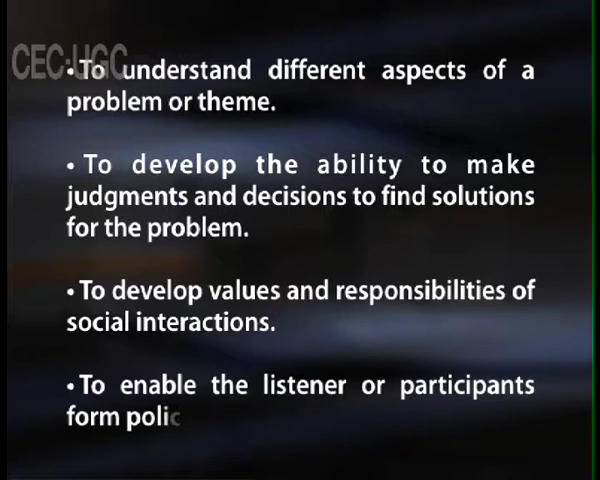 CEC-UGC
• To understand different aspects of a
problem or theme.
• To develop the ability to make
judgments and decisions to find solutions
for the problem.
• To develop values and responsibilities of
social interactions.
• To enable the listener or participants
form polic